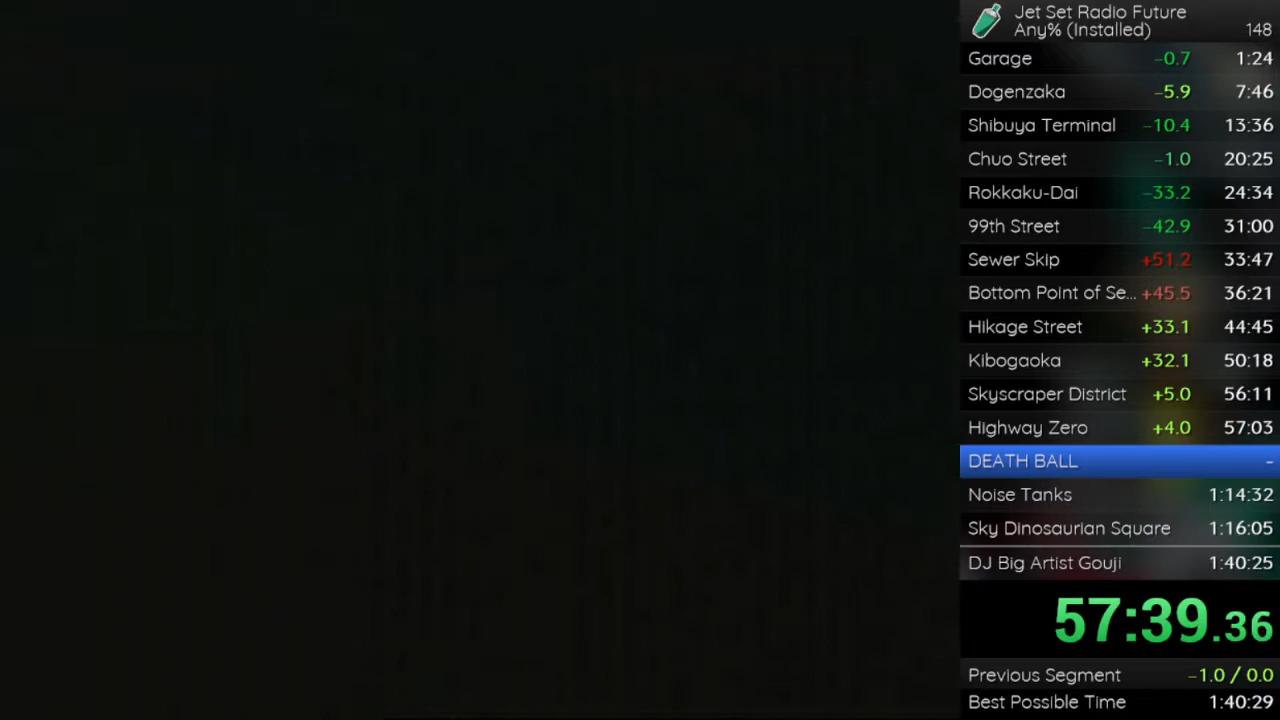 Jet Set Radio Future
Any% (Installed) 148
Garage -0.7 1:24
Dogenzaka -5.9 7:46
Shibuya Terminal -10.4 13:36
Chuo Street -1.0 20:25
Rokkaku-Dai -33.2 24:34
99th Street -42.9 31:00
Sewer Skip +51.2 33:47
Bottom Point of Se... +45.5 36:21
Hikage Street +33.1 44:45
Kibogaoka +32.1 50:18
Skyscraper District +5.0 56:11
Highway Zero +4.0 57:03
DEATH BALL -
Noise Tanks 1:14:32
Sky Dinosaurian Square 1:16:05
DJ Big Artist Gouji 1:40:25
57:39.36
Previous Segment -1.0 / 0.0
Best Possible Time 1:40:29